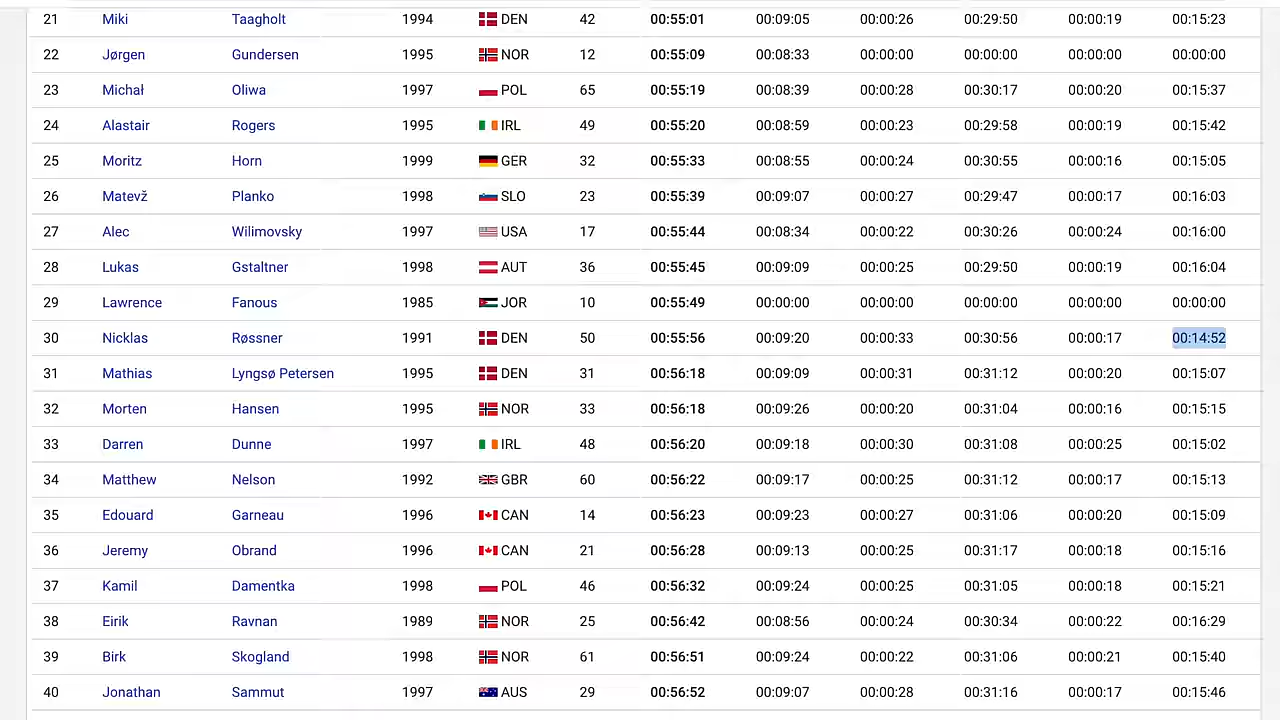 21 Miki Taagholt 1994 DEN 42 00:55:01 00:09:05 00:00:26 00:29:50 00:00:19 00:15:23
22 Jørgen Gundersen 1995 NOR 12 00:55:09 00:08:33 00:00:00 00:00:00 00:00:00 00:00:00
23 Michał Oliwa 1997 POL 65 00:55:19 00:08:39 00:00:28 00:30:17 00:00:20 00:15:37
24 Alastair Rogers 1995 IRL 49 00:55:20 00:08:59 00:00:23 00:29:58 00:00:19 00:15:42
25 Moritz Horn 1999 GER 32 00:55:33 00:08:55 00:00:24 00:30:55 00:00:16 00:15:05
26 Matevž Planko 1998 SLO 23 00:55:39 00:09:07 00:00:27 00:29:47 00:00:17 00:16:03
27 Alec Wilimovsky 1997 USA 17 00:55:44 00:08:34 00:00:22 00:30:26 00:00:24 00:16:00
28 Lukas Gstaltner 1998 AUT 36 00:55:45 00:09:09 00:00:25 00:29:50 00:00:19 00:16:04
29 Lawrence Fanous 1985 JOR 10 00:55:49 00:00:00 00:00:00 00:00:00 00:00:00 00:00:00
30 Nicklas Røssner 1991 DEN 50 00:55:56 00:09:20 00:00:33 00:30:56 00:00:17 00:14:52
31 Mathias Lyngsø Petersen 1995 DEN 31 00:56:18 00:09:09 00:00:31 00:31:12 00:00:20 00:15:07
32 Morten Hansen 1995 NOR 33 00:56:18 00:09:26 00:00:20 00:31:04 00:00:16 00:15:15
33 Darren Dunne 1997 IRL 48 00:56:20 00:09:18 00:00:30 00:31:08 00:00:25 00:15:02
34 Matthew Nelson 1992 GBR 60 00:56:22 00:09:17 00:00:25 00:31:12 00:00:17 00:15:13
35 Edouard Garneau 1996 CAN 14 00:56:23 00:09:23 00:00:27 00:31:06 00:00:20 00:15:09
36 Jeremy Obrand 1996 CAN 21 00:56:28 00:09:13 00:00:25 00:31:17 00:00:18 00:15:16
37 Kamil Damentka 1998 POL 46 00:56:32 00:09:24 00:00:25 00:31:05 00:00:18 00:15:21
38 Eirik Ravnan 1989 NOR 25 00:56:42 00:08:56 00:00:24 00:30:34 00:00:22 00:16:29
39 Birk Skogland 1998 NOR 61 00:56:51 00:09:24 00:00:22 00:31:06 00:00:21 00:15:40
40 Jonathan Sammut 1997 AUS 29 00:56:52 00:09:07 00:00:28 00:31:16 00:00:17 00:15:46